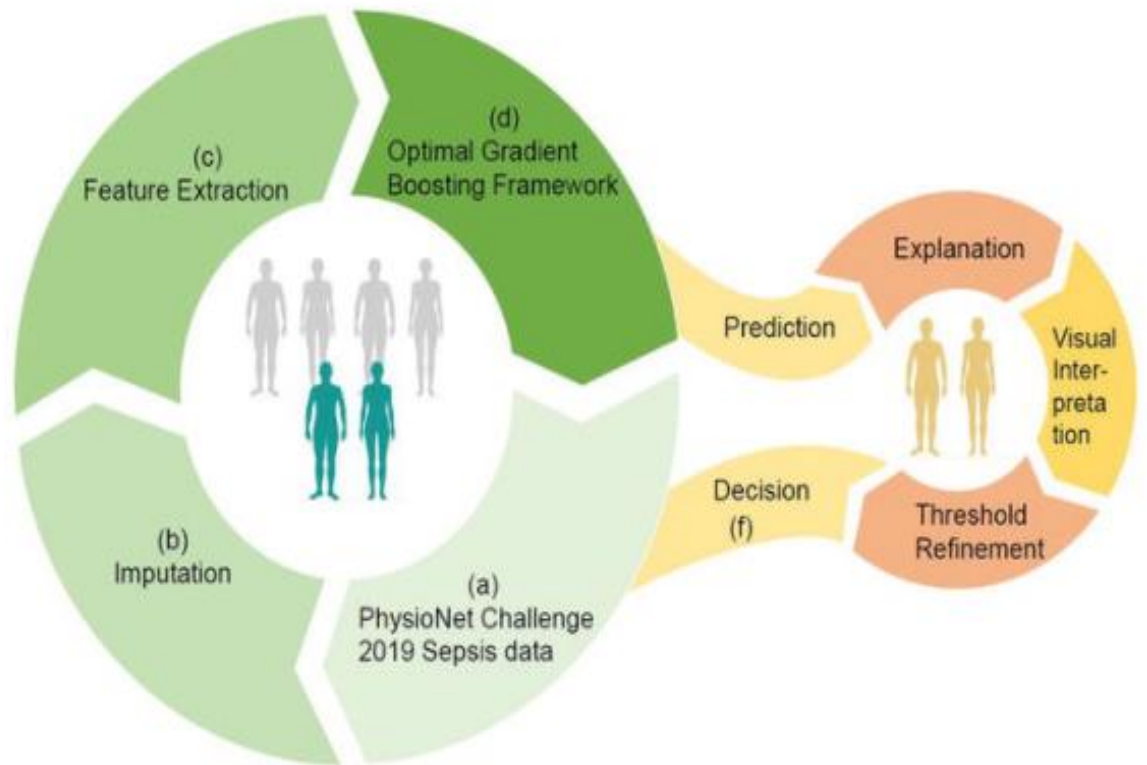 (c)
Feature Extraction
(d)
Optimal Gradient
Boosting Framework
Prediction
Explanation
Visual
Inter-
preta
tion
Threshold
Refinement
Decision
(f)
(b)
Imputation
(a)
PhysioNet Challenge
2019 Sepsis data